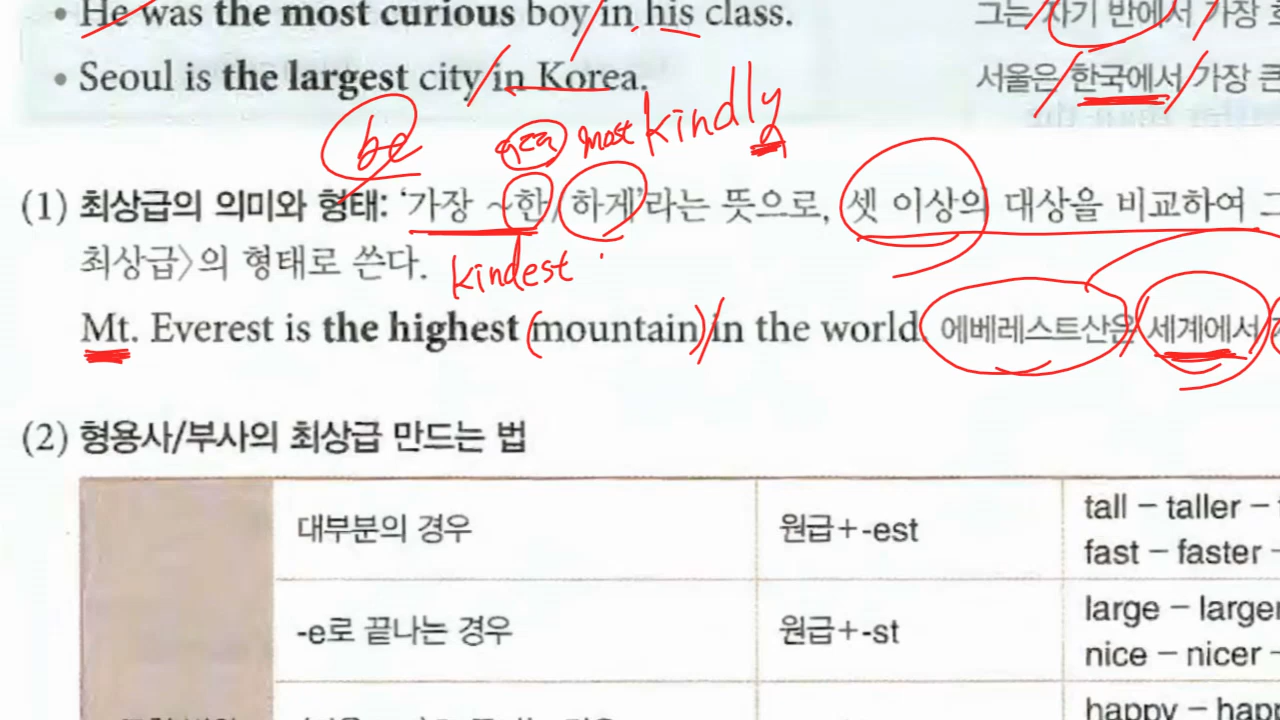 • He was the most curious boy in his class. 그는 자기 반에서 가장
• Seoul is the largest city in Korea. 서울은 한국에서 가장 큰
be most kindly
(1) 최상급의 의미와 형태: ‘가장 ~한/하게’라는 뜻으로, 셋 이상의 대상을 비교하여 그
최상급〉의 형태로 쓴다.
kindest
Mt. Everest is the highest (mountain) in the world. 에베레스트산은 세계에서
(2) 형용사/부사의 최상급 만드는 법
대부분의 경우 원급+-est tall – taller –
fast – faster –
-e로 끝나는 경우 원급+-st large – larger
nice – nicer –
happy – happ